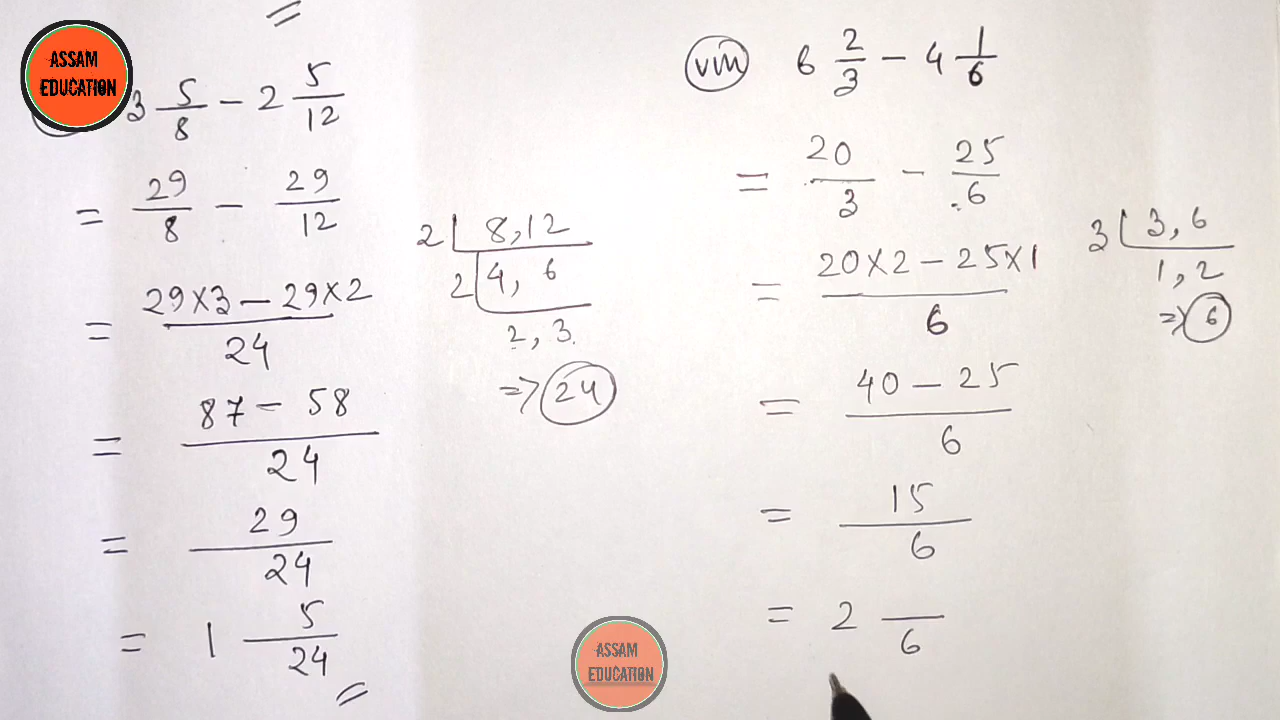 ASSAM
EDUCATION
3 5/8 - 2 5/12
= 29/8 - 29/12
= 29×3 - 29×2 / 24
= 87 - 58 / 24
= 29/24
= 1 5/24
2 | 8, 12
2 | 4, 6
2, 3
=> 24
(viii) 6 2/3 - 4 1/6
= 20/3 - 25/6
= 20×2 - 25×1 / 6
= 40 - 25 / 6
= 15/6
= 2 /6
3 | 3, 6
1, 2
=> 6
ASSAM
EDUCATION